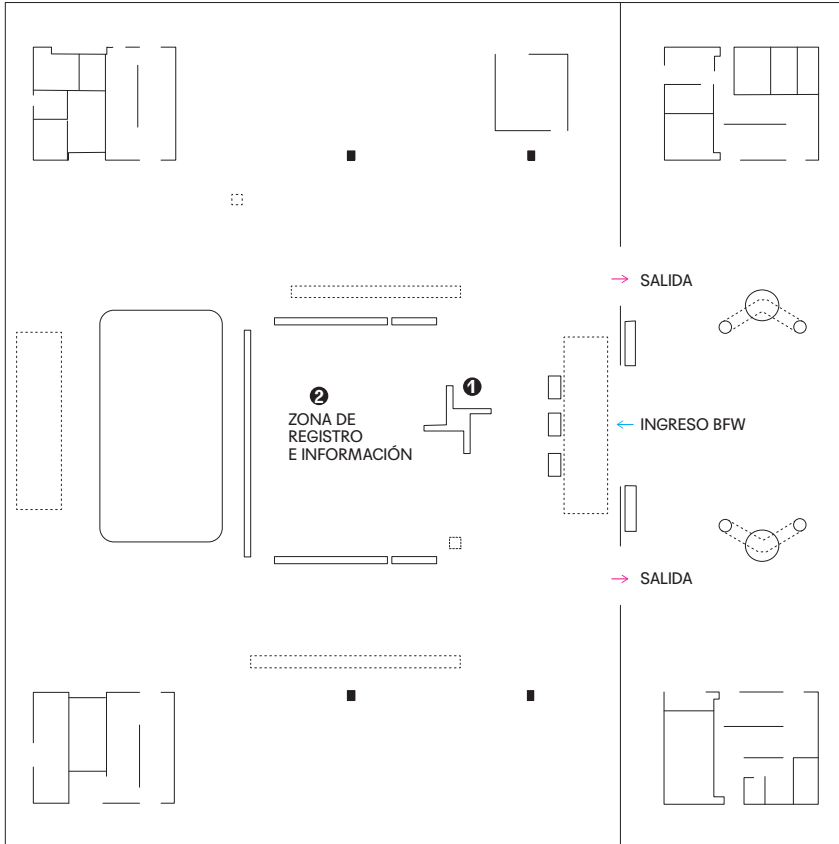 SALIDA
❶
❷
ZONA DE
REGISTRO
E INFORMACIÓN
INGRESO BFW
SALIDA